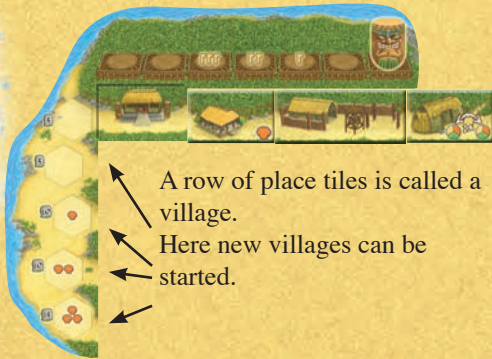 A row of place tiles is called a
village.
Here new villages can be
started.